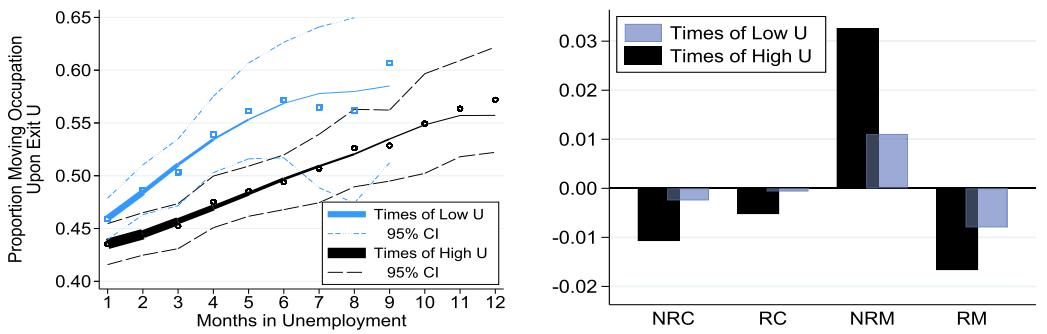 Proportion Moving Occupation
Upon Exit U
0.65
0.60
0.55
0.50
0.45
0.40
Times of Low U
95% CI
Times of High U
95% CI
1 2 3 4 5 6 7 8 9 10 11 12
Months in Unemployment
Times of Low U
Times of High U
0.03
0.02
0.01
0.00
-0.01
-0.02
NRC RC NRM RM